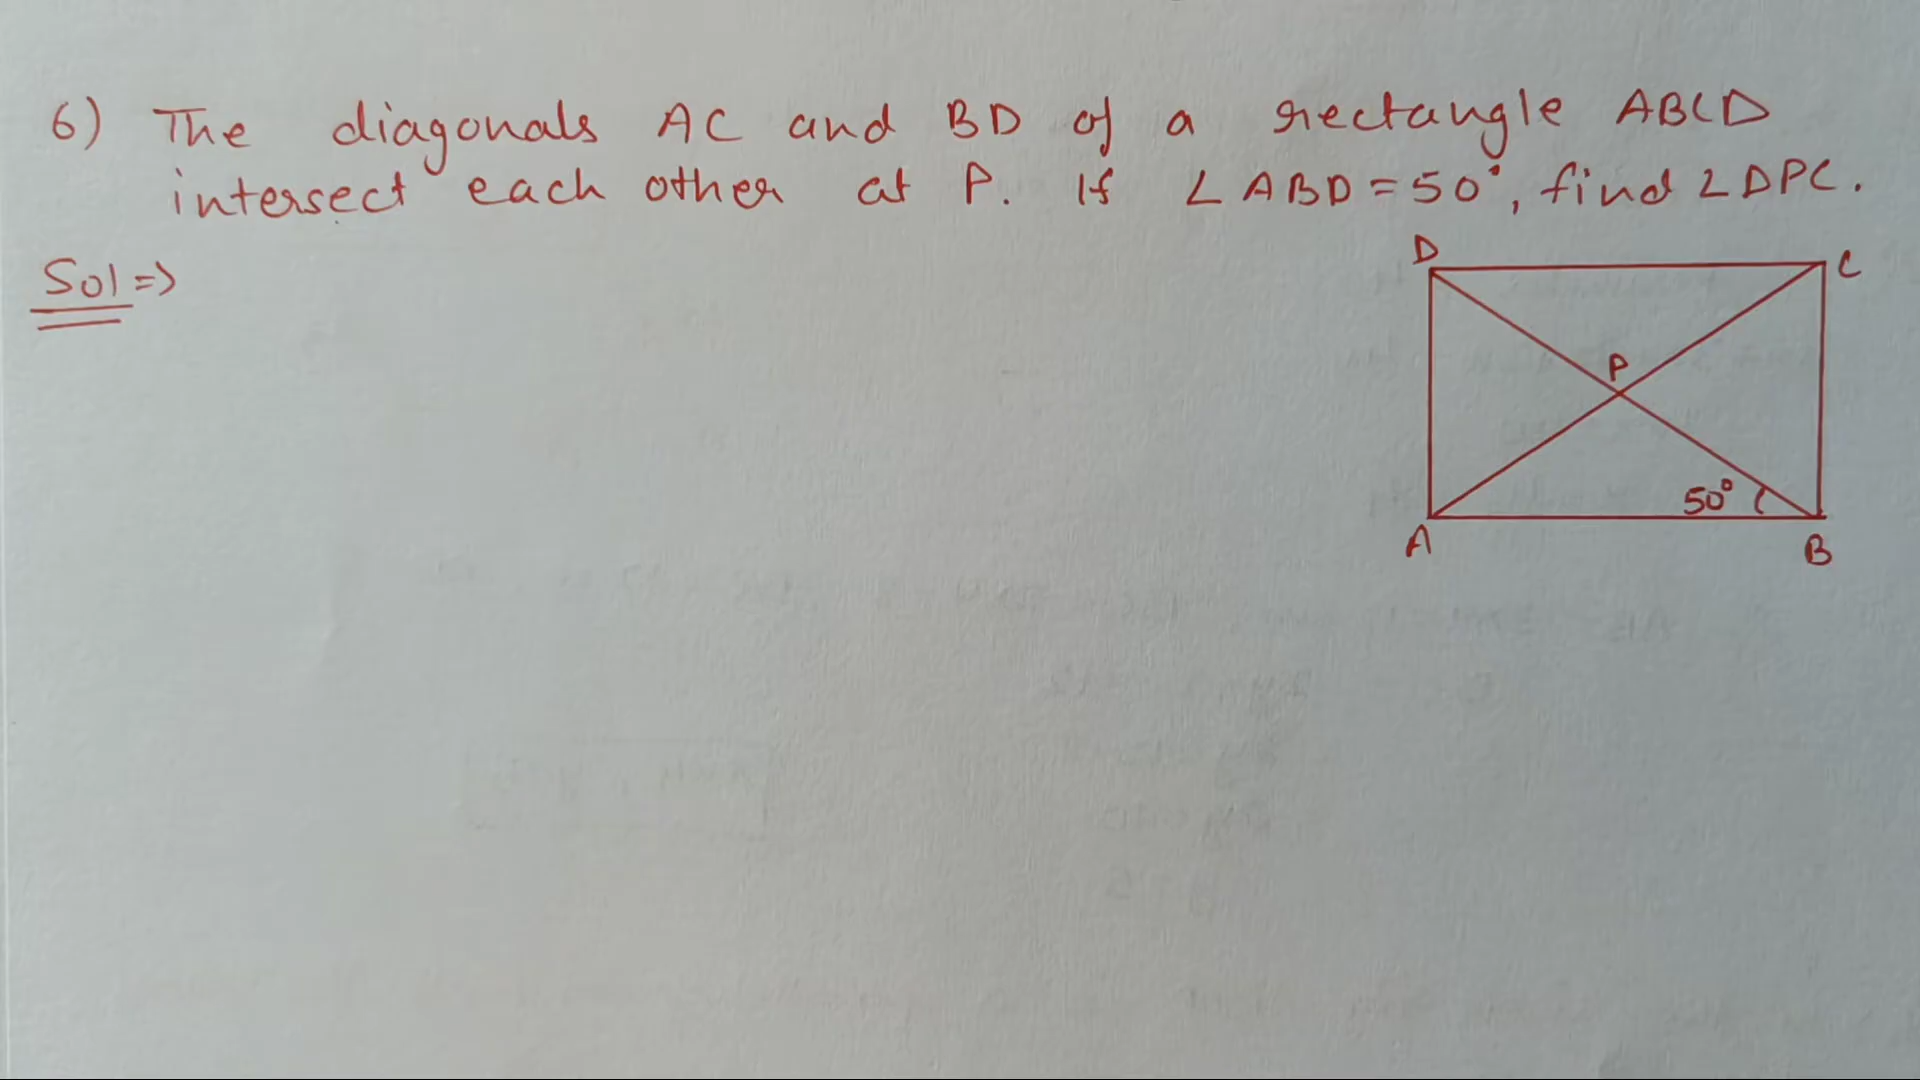 6) The diagonals AC and BD of a rectangle ABCD
intersect each other at P. If ∠ABD = 50°, find ∠DPC.
Sol =>
D
C
P
50°
A
B